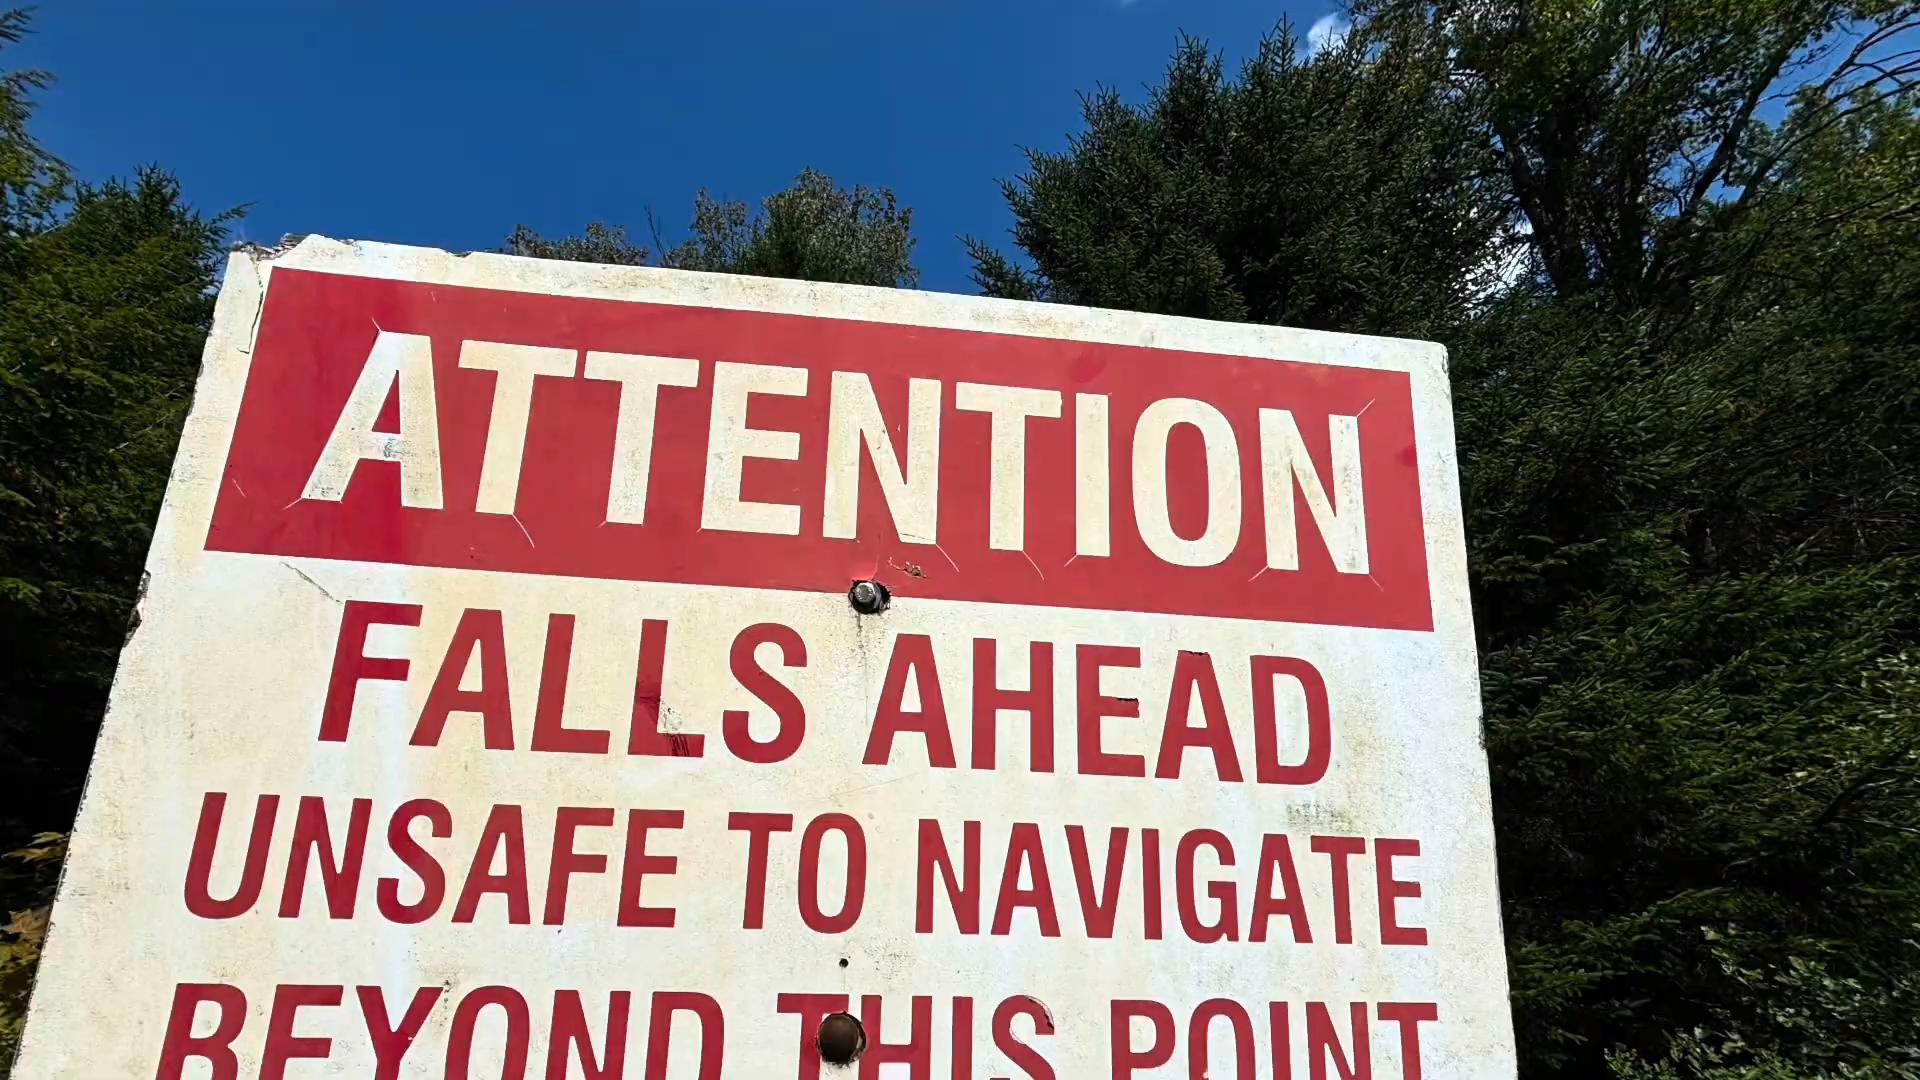 ATTENTION
FALLS AHEAD
UNSAFE TO NAVIGATE
BEYOND THIS POINT